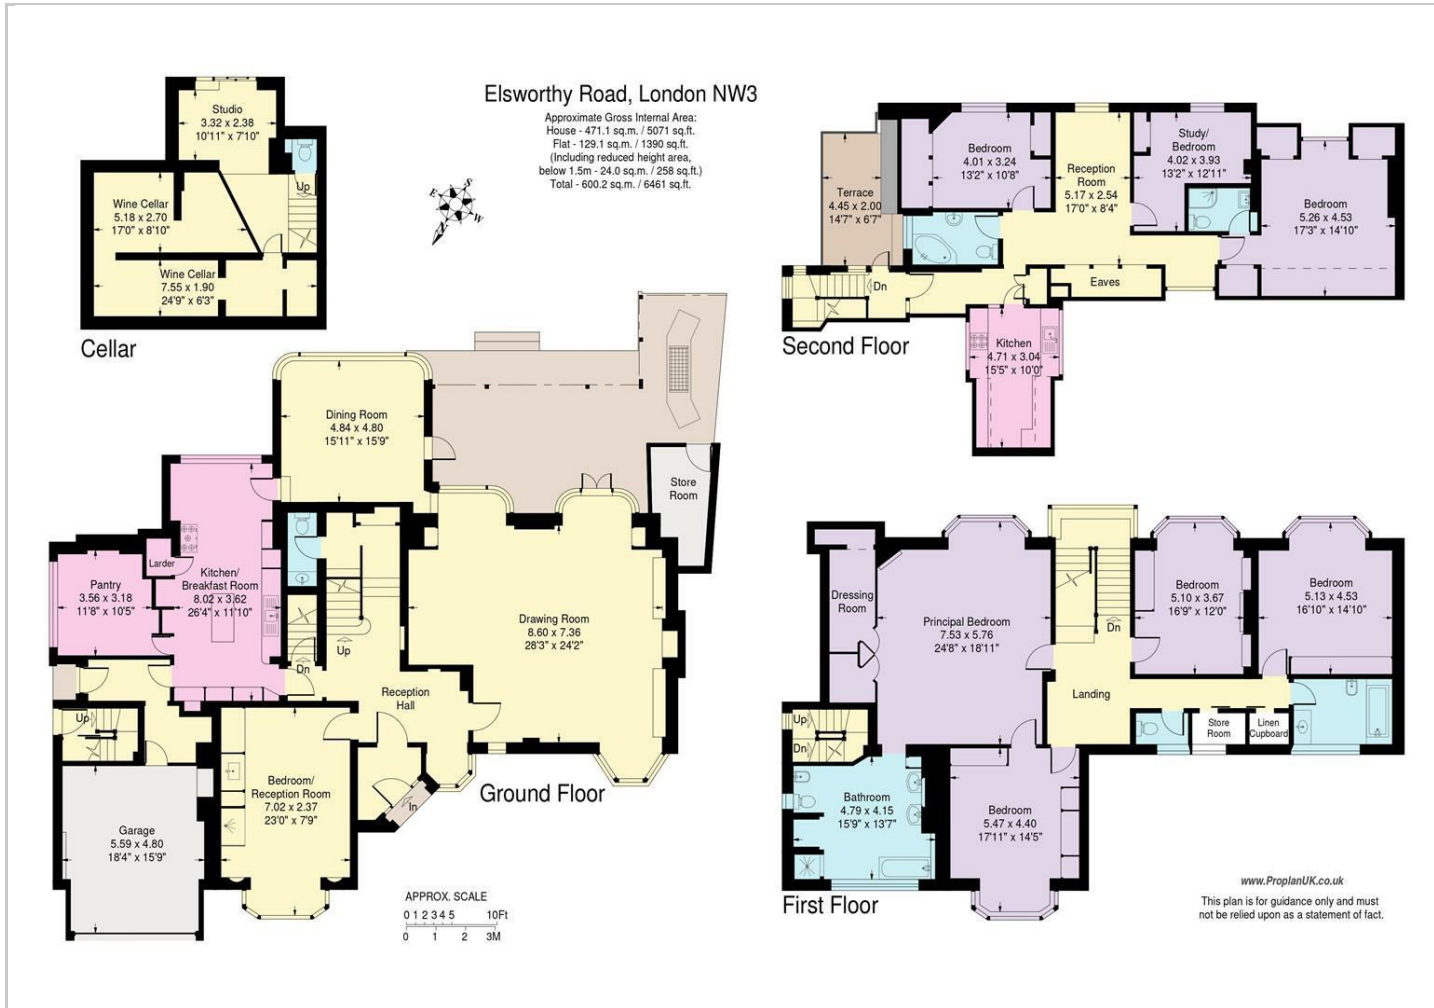 Elsworthy Road, London NW3
Approximate Gross Internal Area:
House - 471.1 sq.m. / 5071 sq.ft.
Flat - 129.1 sq.m. / 1390 sq.ft.
(Including reduced height area,
below 1.5m - 24.0 sq.m. / 258 sq.ft.)
Total - 600.2 sq.m. / 6461 sq.ft.
E
S
W
Studio
3.32 x 2.38
10'11" x 7'10"
Up
Wine Cellar
5.18 x 2.70
17'0" x 8'10"
Wine Cellar
7.55 x 1.90
24'9" x 6'3"
Cellar
Bedroom
4.01 x 3.24
13'2" x 10'8"
Reception
Room
5.17 x 2.54
17'0" x 8'4"
Study/
Bedroom
4.02 x 3.93
13'2" x 12'11"
Bedroom
5.26 x 4.53
17'3" x 14'10"
Terrace
4.45 x 2.00
14'7" x 6'7"
Dn
Eaves
Kitchen
4.71 x 3.04
15'5" x 10'0"
Second Floor
Dining Room
4.84 x 4.80
15'11" x 15'9"
Store
Room
Larder
Pantry
3.56 x 3.18
11'8" x 10'5"
Kitchen/
Breakfast Room
8.02 x 3.62
26'4" x 11'10"
Drawing Room
8.60 x 7.36
28'3" x 24'2"
Up
Dn
Reception
Hall
Up
Bedroom/
Reception Room
7.02 x 2.37
23'0" x 7'9"
In
Garage
5.59 x 4.80
18'4" x 15'9"
Ground Floor
APPROX. SCALE
0 1 2 3 4 5 10Ft
0 1 2 3M
Dressing
Room
Principal Bedroom
7.53 x 5.76
24'8" x 18'11"
Dn
Bedroom
5.10 x 3.67
16'9" x 12'0"
Bedroom
5.13 x 4.53
16'10" x 14'10"
Landing
Store
Room
Linen
Cupboard
Up
Dn
Bathroom
4.79 x 4.15
15'9" x 13'7"
Bedroom
5.47 x 4.40
17'11" x 14'5"
First Floor
www.ProplanUK.co.uk
This plan is for guidance only and must
not be relied upon as a statement of fact.